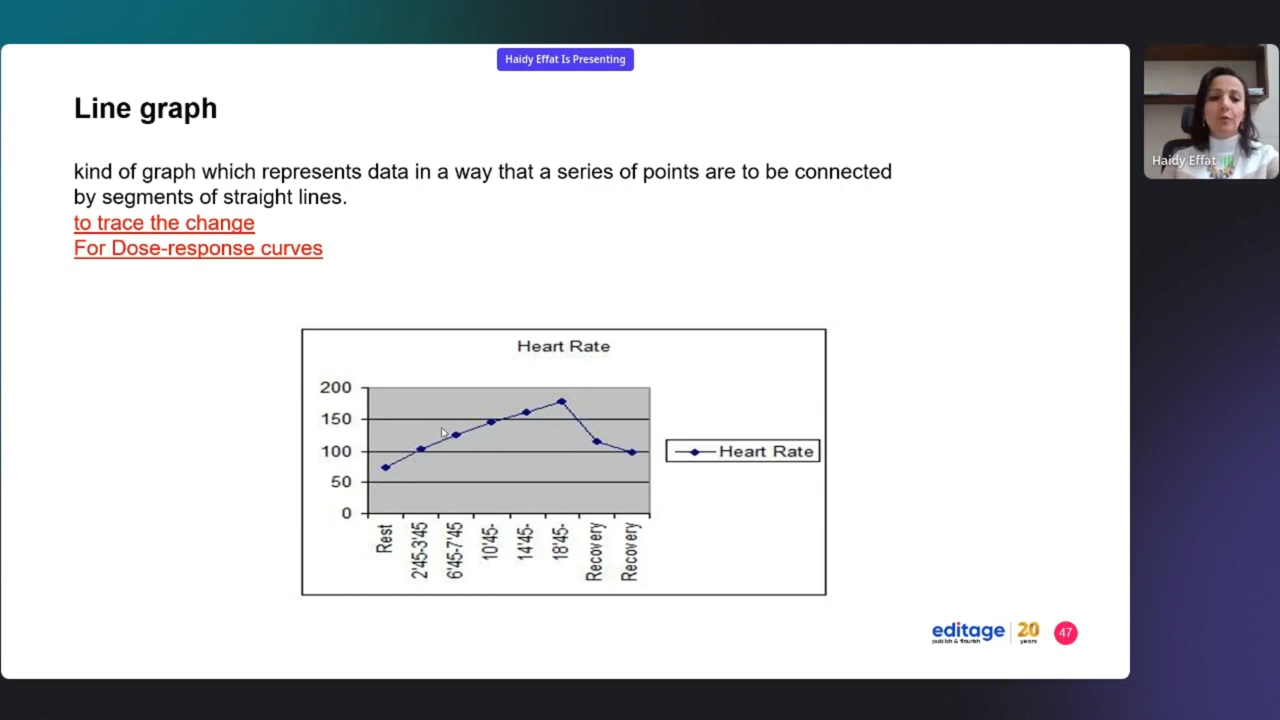 Haidy Effat Is Presenting
Line graph
kind of graph which represents data in a way that a series of points are to be connected
by segments of straight lines.
to trace the change
For Dose-response curves
Haidy Effat
Heart Rate
200
150
100
50
0
Rest
2'45-3'45
6'45-7'45
10'45-
14'45-
18'45-
Recovery
Recovery
Heart Rate
editage
publish & flourish
20
years
47